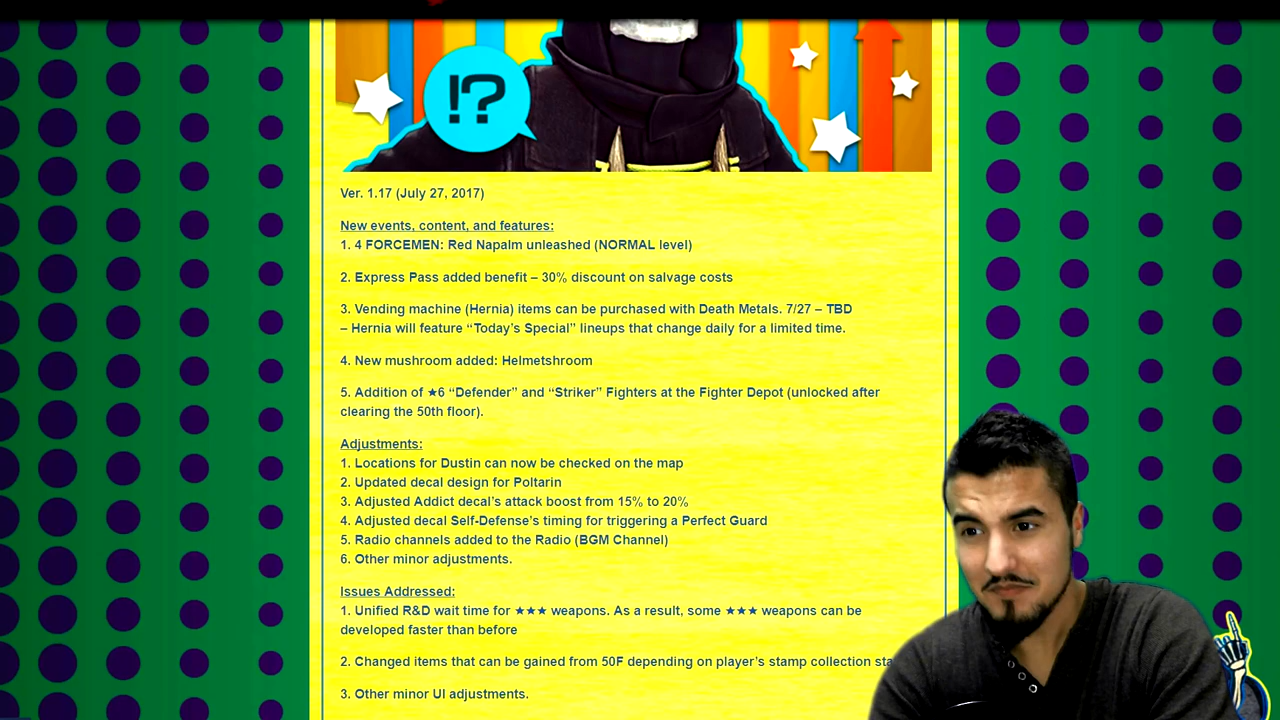 !?
Ver. 1.17 (July 27, 2017)
New events, content, and features:
1. 4 FORCEMEN: Red Napalm unleashed (NORMAL level)
2. Express Pass added benefit – 30% discount on salvage costs
3. Vending machine (Hernia) items can be purchased with Death Metals. 7/27 – TBD
– Hernia will feature “Today’s Special” lineups that change daily for a limited time.
4. New mushroom added: Helmetshroom
5. Addition of ★6 “Defender” and “Striker” Fighters at the Fighter Depot (unlocked after
clearing the 50th floor).
Adjustments:
1. Locations for Dustin can now be checked on the map
2. Updated decal design for Poltarin
3. Adjusted Addict decal’s attack boost from 15% to 20%
4. Adjusted decal Self-Defense’s timing for triggering a Perfect Guard
5. Radio channels added to the Radio (BGM Channel)
6. Other minor adjustments.
Issues Addressed:
1. Unified R&D wait time for ★★★ weapons. As a result, some ★★★ weapons can be
developed faster than before
2. Changed items that can be gained from 50F depending on player’s stamp collection
3. Other minor UI adjustments.